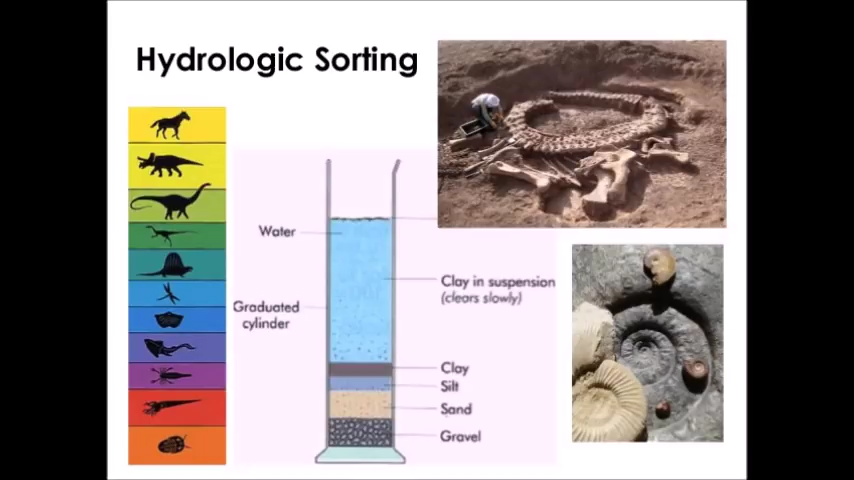 Hydrologic Sorting
Water
Clay in suspension
(clears slowly)
Graduated
cylinder
Clay
Silt
Sand
Gravel